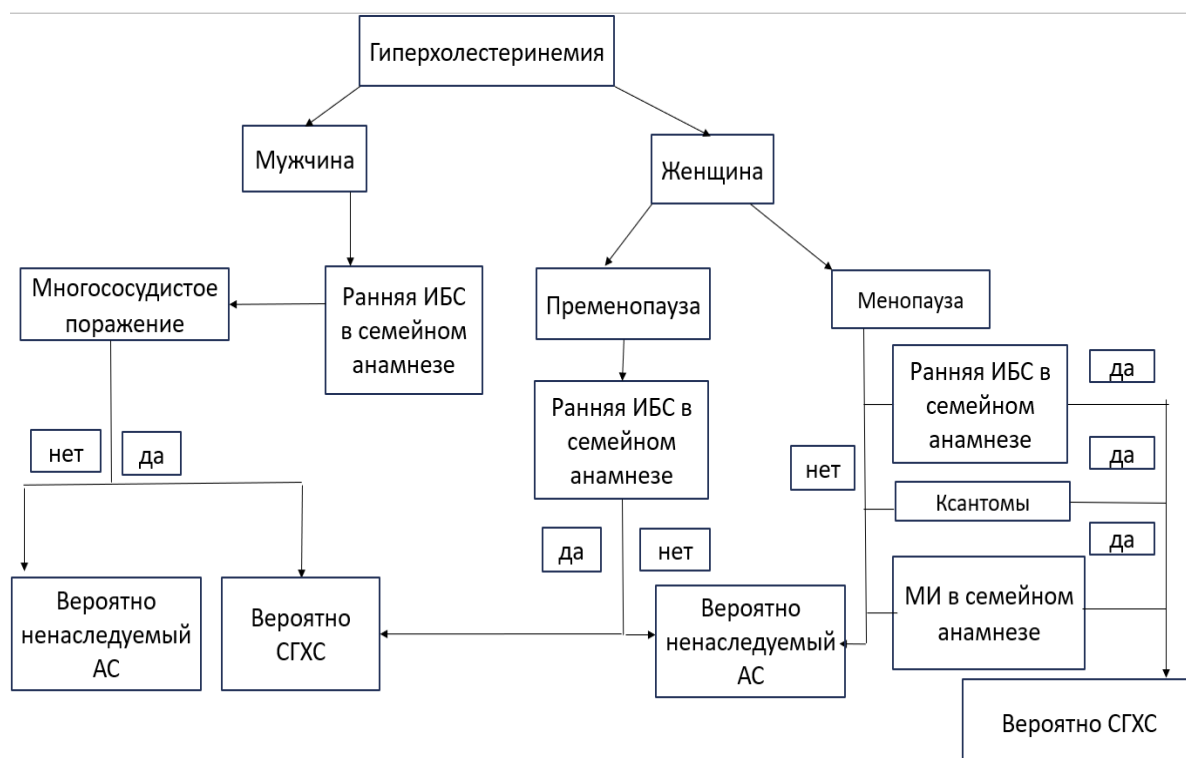 Гиперхолестеринемия
Мужчина
Женщина
Многососудистое
поражение
Ранняя ИБС
в семейном
анамнезе
Пременопауза
Менопауза
Ранняя ИБС в
семейном
анамнезе
да
Ранняя ИБС в
семейном
анамнезе
да
нет
да
нет
Ксантомы
да
да
нет
МИ в семейном
анамнезе
Вероятно
ненаследуемый
АС
Вероятно
СГХС
Вероятно
ненаследуемый
АС
Вероятно СГХС